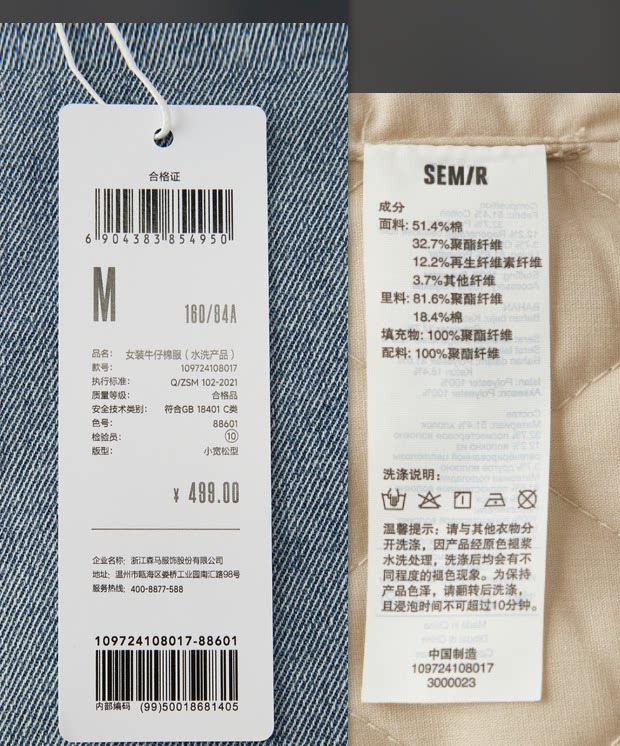 合格证
6 904383 854950
M
160/84A
品名: 女装牛仔棉服（水洗产品）
款号: 109724108017
执行标准: Q/ZSM 102-2021
质量等级: 合格品
安全技术类别: 符合GB 18401 C类
色号: 88601
检验员: ⑩
版型: 小宽松型
¥ 499.00
企业名称: 浙江森马服饰股份有限公司
地址: 温州市瓯海区娄桥工业园南汇路98号
服务热线: 400-8877-588
109724108017-88601
内部编码 (99)50018681405
SEMIR
成分
面料: 51.4%棉
32.7%聚酯纤维
12.2%再生纤维素纤维
3.7%其他纤维
里料: 81.6%聚酯纤维
18.4%棉
填充物: 100%聚酯纤维
配料: 100%聚酯纤维
洗涤说明:
温馨提示: 请与其他衣物分
开洗涤, 因产品经原色褪浆
水洗处理, 洗涤后均会有不
同程度的褪色现象。为保持
产品色泽, 请翻转后洗涤,
且浸泡时间不可超过10分钟。
中国制造
109724108017
3000023